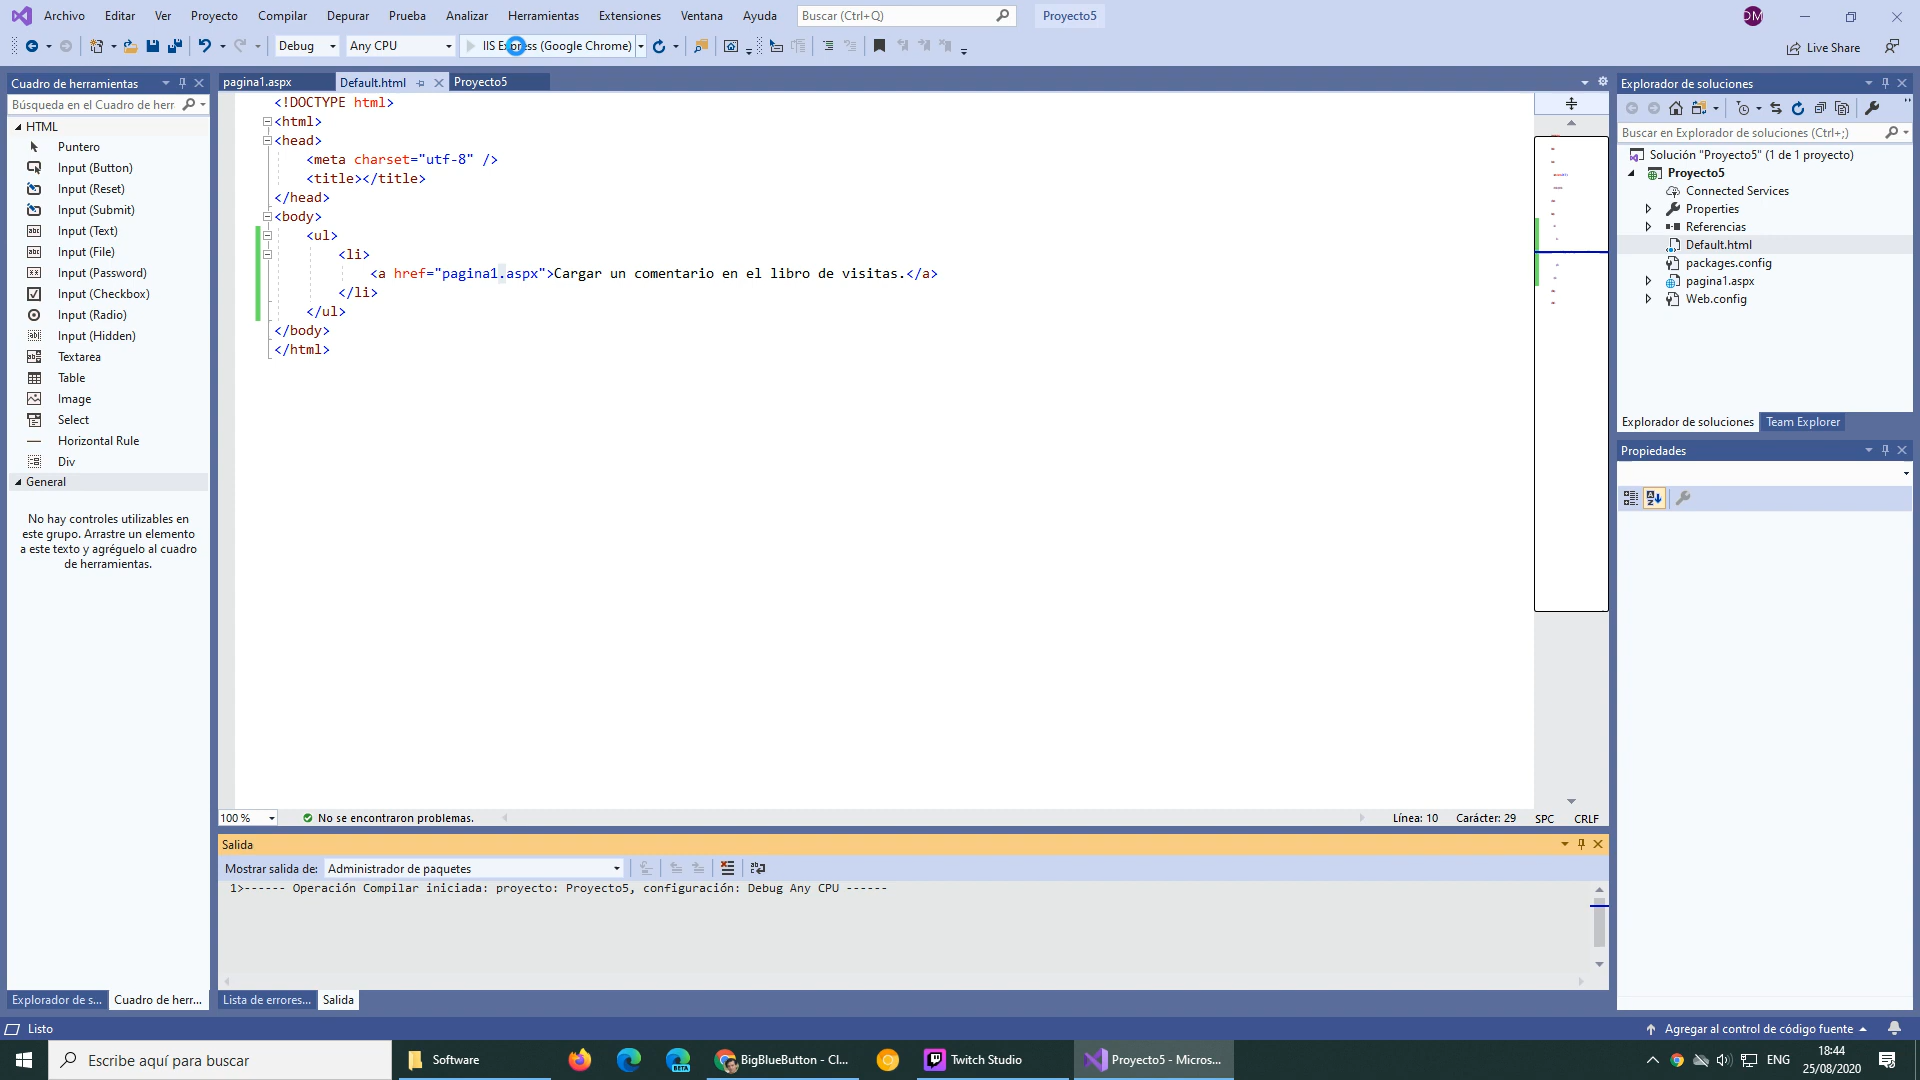 Archivo Editar Ver Proyecto Compilar Depurar Prueba Analizar Herramientas Extensiones Ventana Ayuda Buscar (Ctrl+Q) Proyecto5 DM
Debug Any CPU IIS Express (Google Chrome) Live Share
Cuadro de herramientas
Búsqueda en el Cuadro de herr
HTML
Puntero
Input (Button)
Input (Reset)
Input (Submit)
Input (Text)
Input (File)
Input (Password)
Input (Checkbox)
Input (Radio)
Input (Hidden)
Textarea
Table
Image
Select
Horizontal Rule
Div
General
No hay controles utilizables en
este grupo. Arrastre un elemento
a este texto y agréguelo al cuadro
de herramientas.
Explorador de s... Cuadro de herr...
pagina1.aspx Default.html Proyecto5
<!DOCTYPE html>
<html>
<head>
<meta charset="utf-8" />
<title></title>
</head>
<body>
<ul>
<li>
<a href="pagina1.aspx">Cargar un comentario en el libro de visitas.</a>
</li>
</ul>
</body>
</html>
100 % No se encontraron problemas. Línea: 10 Carácter: 29 SPC CRLF
Salida
Mostrar salida de: Administrador de paquetes
1>------ Operación Compilar iniciada: proyecto: Proyecto5, configuración: Debug Any CPU ------
Lista de errores... Salida
Explorador de soluciones
Buscar en Explorador de soluciones (Ctrl+;)
Solución "Proyecto5" (1 de 1 proyecto)
Proyecto5
Connected Services
Properties
Referencias
Default.html
packages.config
pagina1.aspx
Web.config
Explorador de soluciones Team Explorer
Propiedades
Listo Agregar al control de código fuente
Escribe aquí para buscar Software BETA BigBlueButton - Cl... Twitch Studio Proyecto5 - Micros... ENG 18:44
25/08/2020